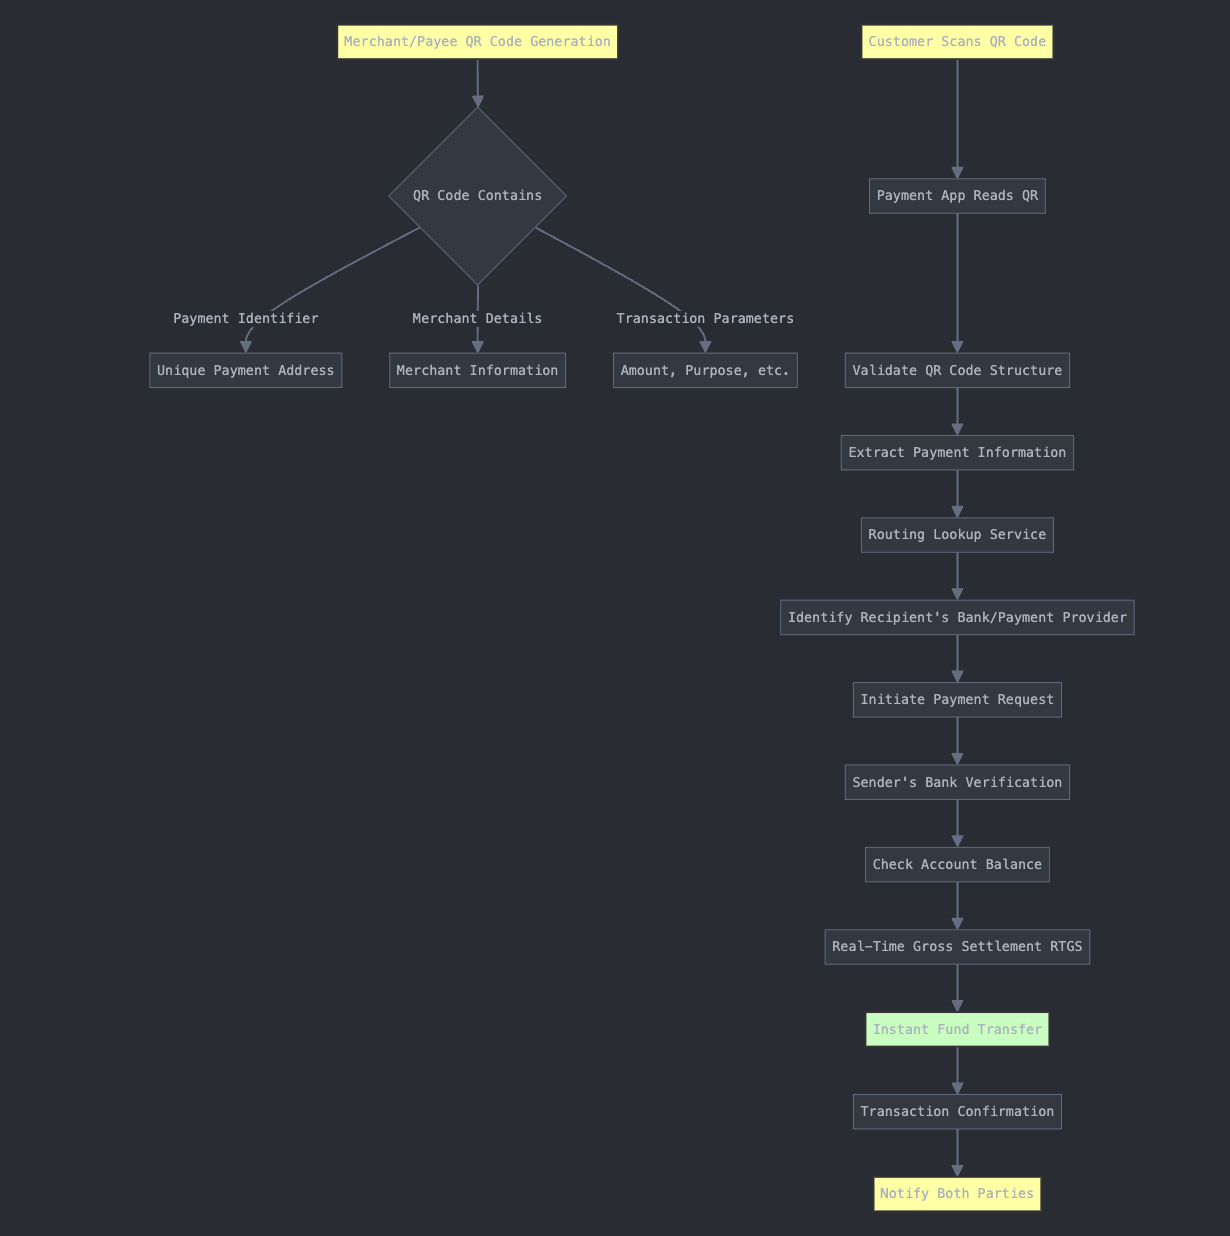 Merchant/Payee QR Code Generation
QR Code Contains
Payment Identifier
Merchant Details
Transaction Parameters
Unique Payment Address
Merchant Information
Amount, Purpose, etc.
Customer Scans QR Code
Payment App Reads QR
Validate QR Code Structure
Extract Payment Information
Routing Lookup Service
Identify Recipient's Bank/Payment Provider
Initiate Payment Request
Sender's Bank Verification
Check Account Balance
Real-Time Gross Settlement RTGS
Instant Fund Transfer
Transaction Confirmation
Notify Both Parties